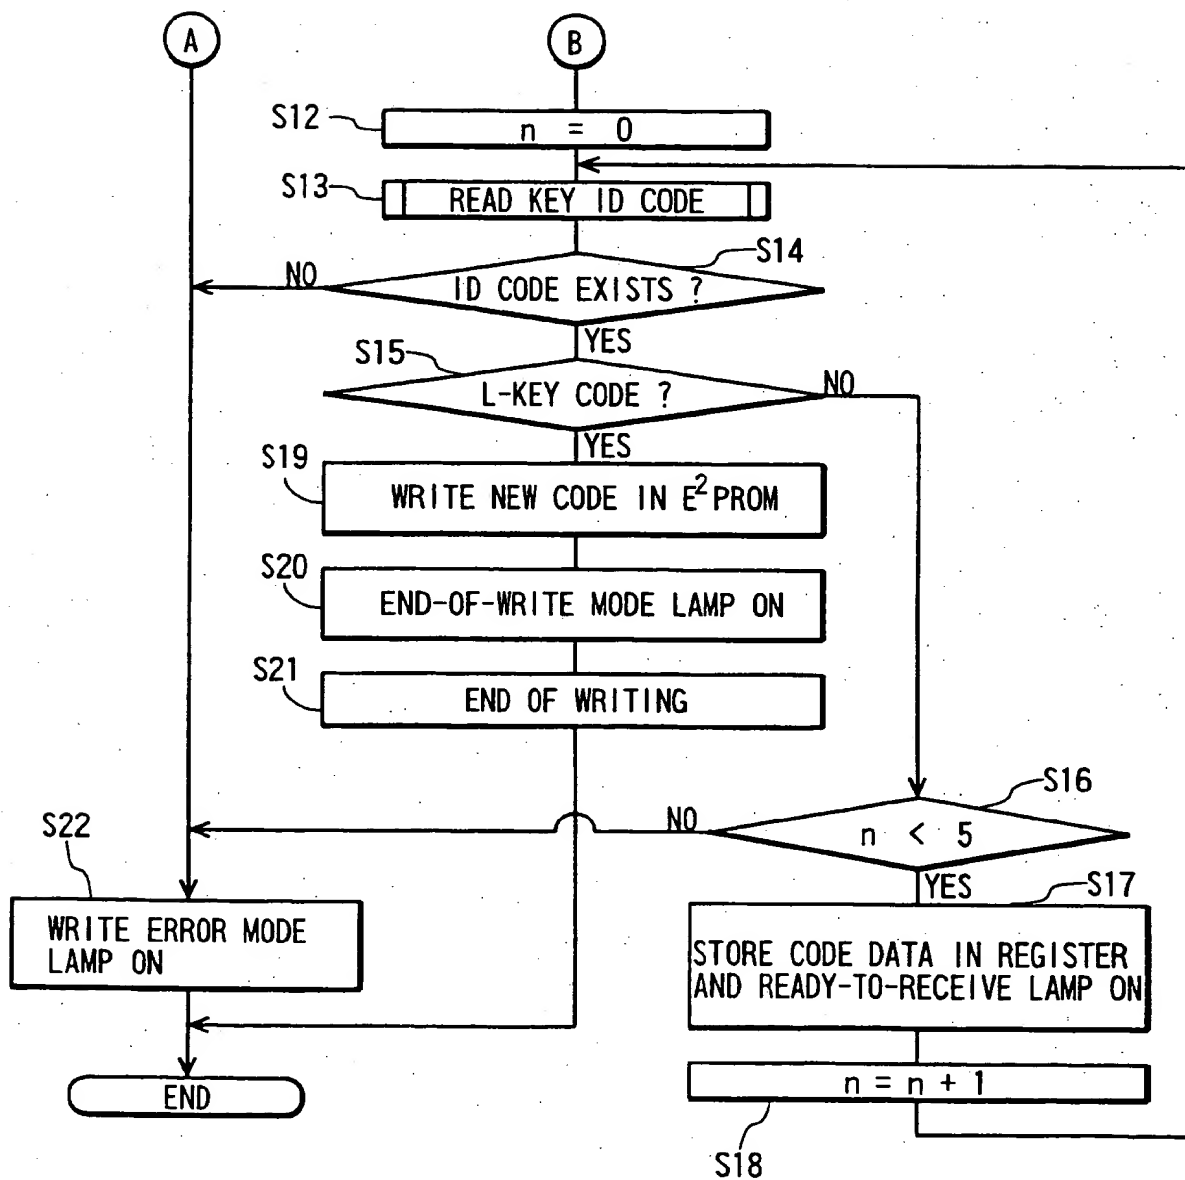 A
B
S12
n = 0
S13
READ KEY ID CODE
S14
NO
ID CODE EXISTS ?
YES
S15
L-KEY CODE ?
NO
YES
S19
WRITE NEW CODE IN E²PROM
S20
END-OF-WRITE MODE LAMP ON
S21
END OF WRITING
S16
NO
n < 5
YES
S22
WRITE ERROR MODE
LAMP ON
S17
STORE CODE DATA IN REGISTER
AND READY-TO-RECEIVE LAMP ON
n = n + 1
END
S18